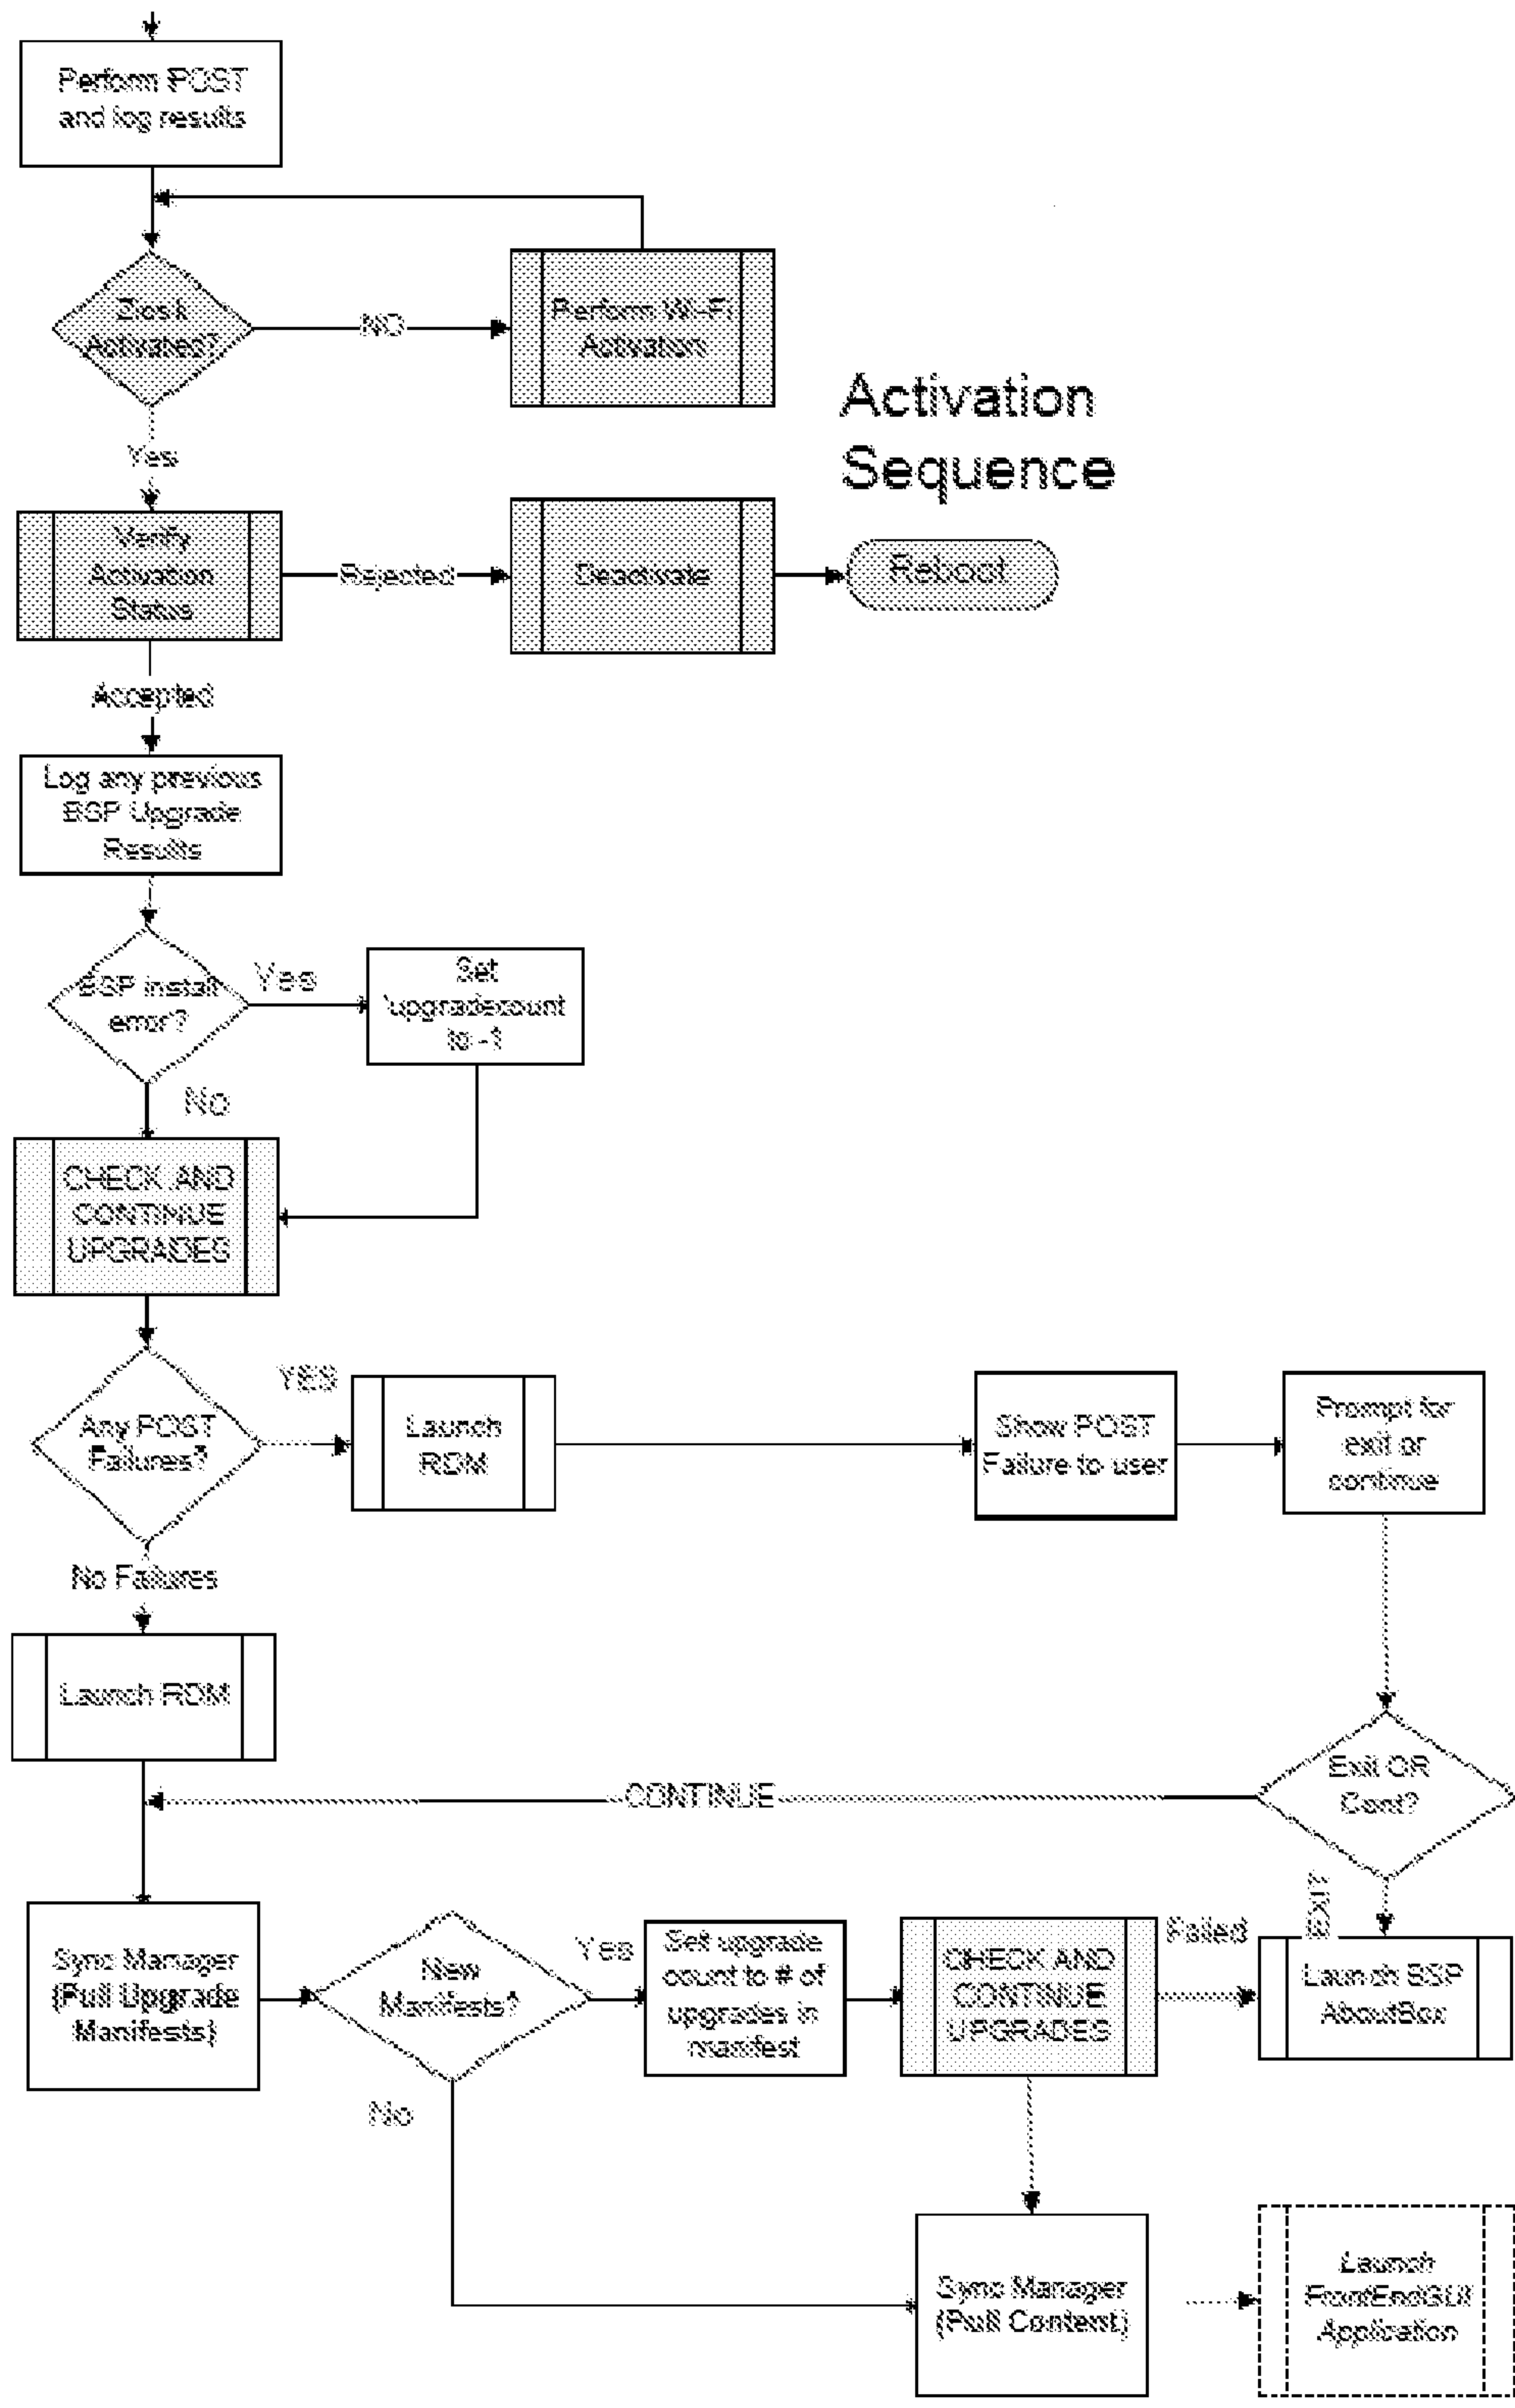 Perform POST
and log results
Ziosk
Activated?
NO
Perform Wi-Fi
Activation
Activation
Sequence
Yes
Verify
Activation
Status
Rejected
Deactivate
Reboot
Accepted
Log any previous
BSP Upgrade
Results
BSP install
error?
Yes
Set
'upgradecount
to -1
No
CHECK AND
CONTINUE
UPGRADES
Any POST
Failures?
YES
Launch
RDM
Show POST
Failure to user
Prompt for
exit or
continue
No Failures
Launch RDM
Exit OR
Cont?
CONTINUE
EXIT
Sync Manager
(Pull Upgrade
Manifests)
New
Manifests?
Yes
Set upgrade
count to # of
upgrades in
manifest
CHECK AND
CONTINUE
UPGRADES
Failed
Launch BSP
AboutBox
No
Sync Manager
(Pull Content)
Launch
FrontEndGUI
Application